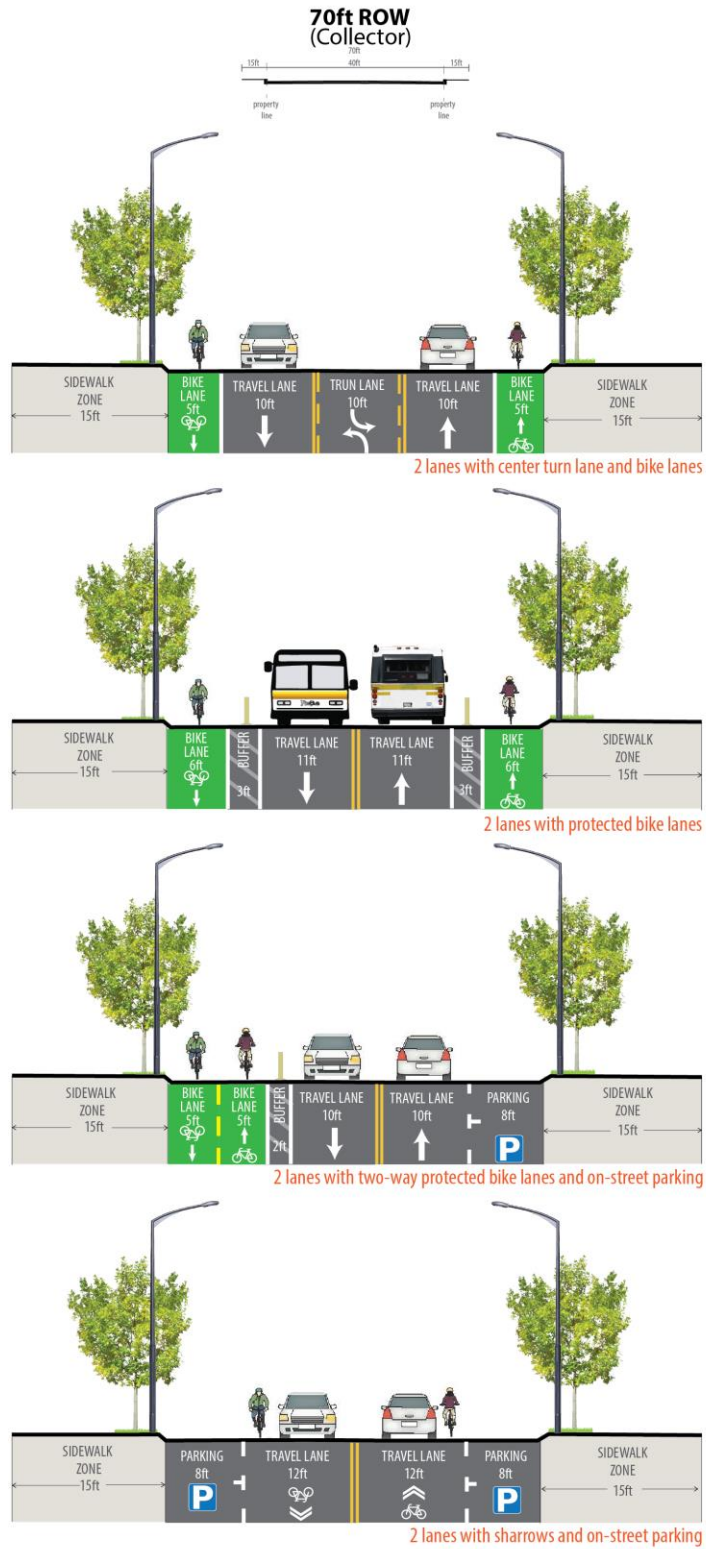 70ft ROW
(Collector)
70ft
15ft 40ft 15ft
property
line
property
line
SIDEWALK
ZONE
15ft
BIKE
LANE
5ft
TRAVEL LANE
10ft
TRUN LANE
10ft
TRAVEL LANE
10ft
BIKE
LANE
5ft
SIDEWALK
ZONE
15ft
2 lanes with center turn lane and bike lanes
SIDEWALK
ZONE
15ft
BIKE
LANE
6ft
BUFFER
3ft
TRAVEL LANE
11ft
TRAVEL LANE
11ft
BUFFER
3ft
BIKE
LANE
6ft
SIDEWALK
ZONE
15ft
2 lanes with protected bike lanes
SIDEWALK
ZONE
15ft
BIKE
LANE
5ft
BIKE
LANE
5ft
BUFFER
2ft
TRAVEL LANE
10ft
TRAVEL LANE
10ft
PARKING
8ft
P
SIDEWALK
ZONE
15ft
2 lanes with two-way protected bike lanes and on-street parking
SIDEWALK
ZONE
15ft
PARKING
8ft
P
TRAVEL LANE
12ft
TRAVEL LANE
12ft
PARKING
8ft
P
SIDEWALK
ZONE
15ft
2 lanes with sharrows and on-street parking